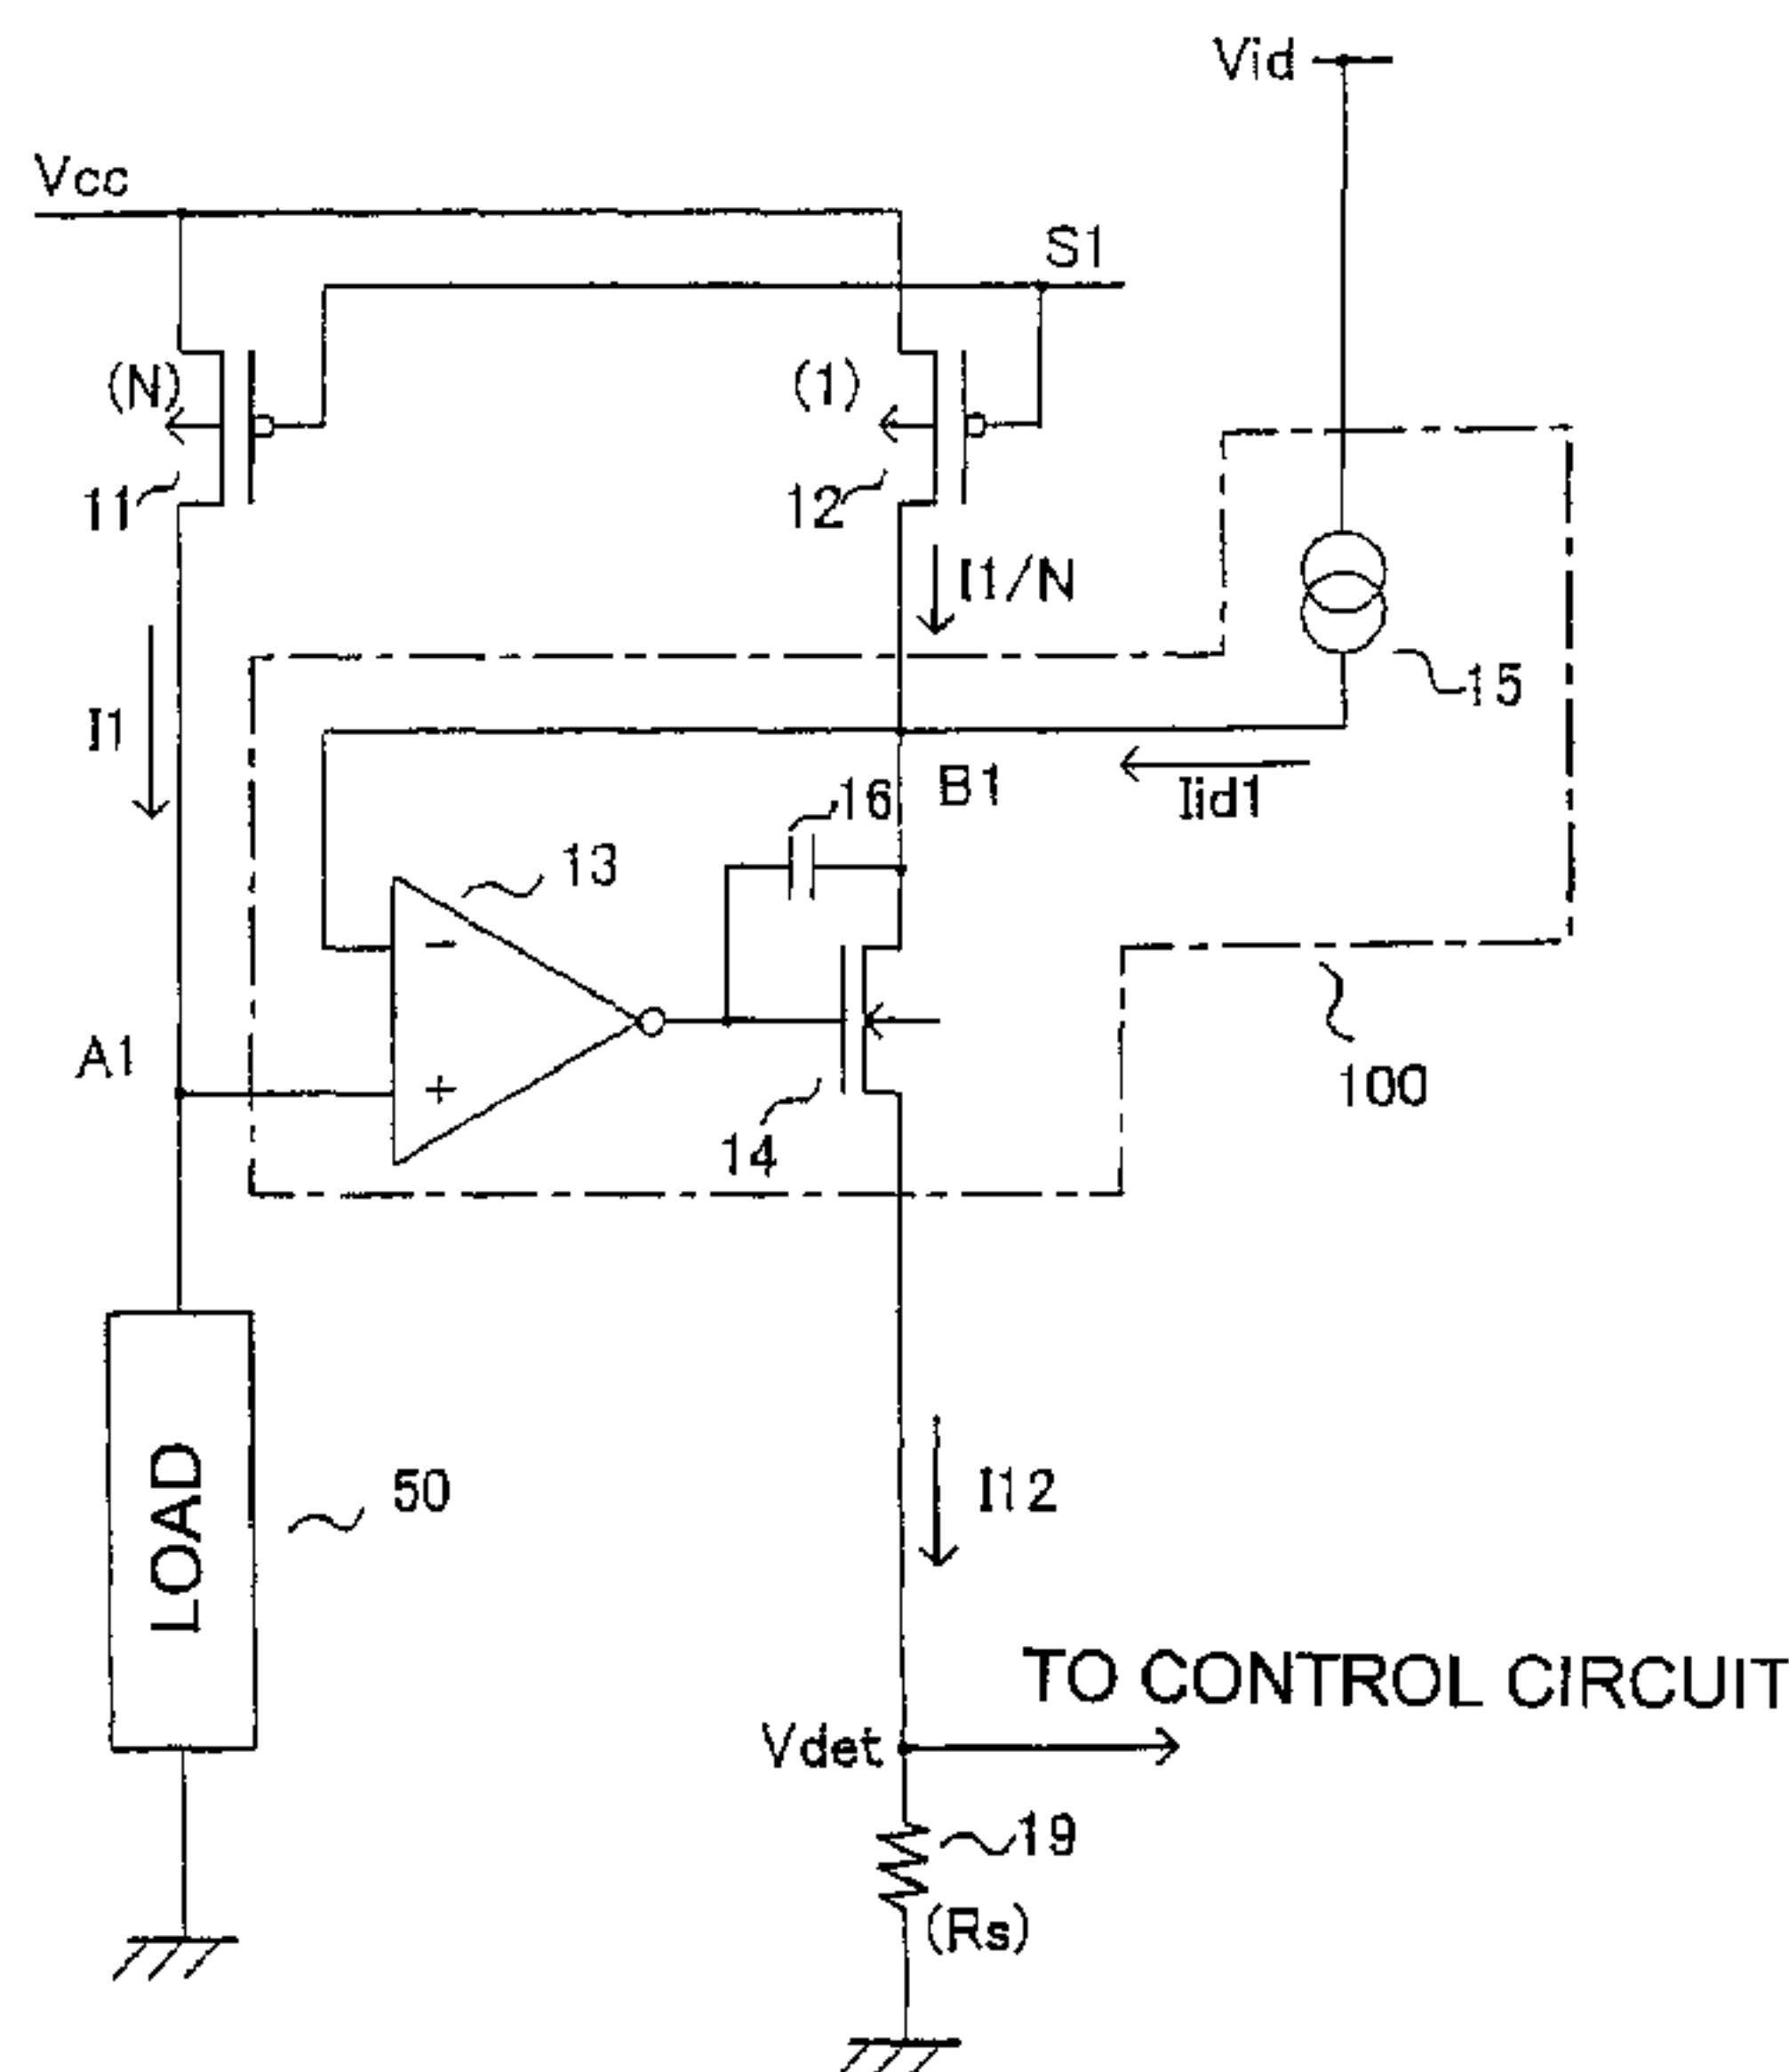 Vid
Vcc
S1
(N)
(1)
11
12
I1/N
15
I1
B1
Iid1
16
13
−
A1
+
14
100
LOAD
50
I12
TO CONTROL CIRCUIT
Vdet
19
(Rs)